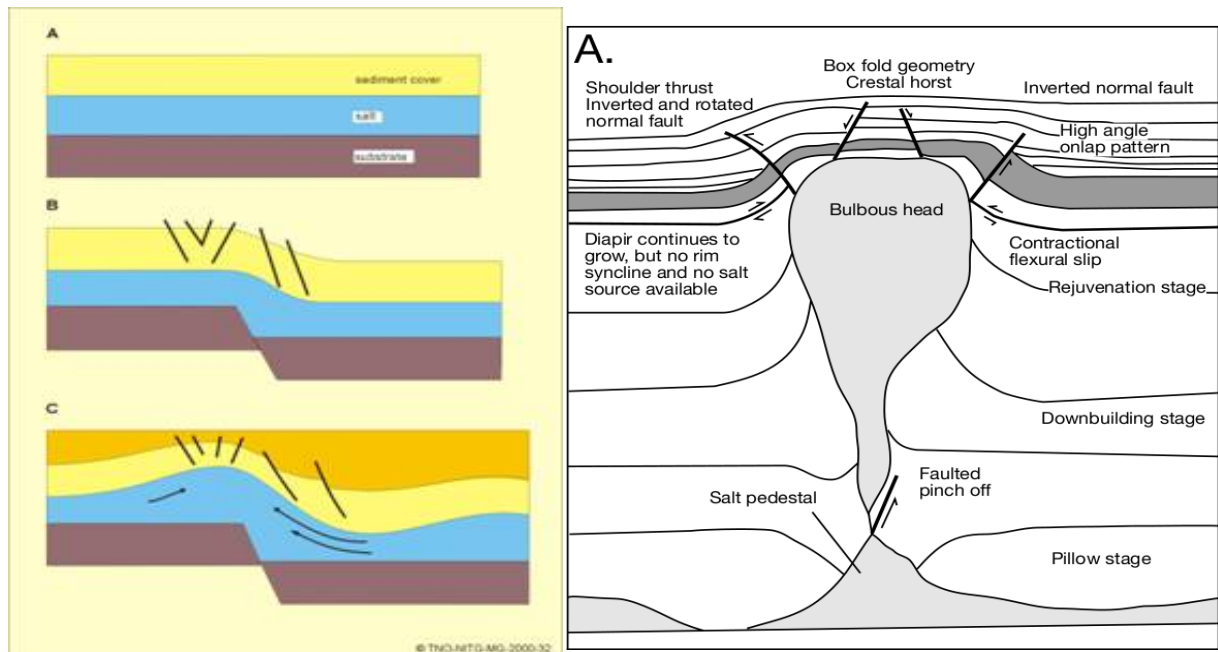 A
sediment cover
salt
substrate
B
C
© TNO-NITG-MG-2000-32
A.
Box fold geometry
Crestal horst
Shoulder thrust
Inverted and rotated
normal fault
Inverted normal fault
High angle
onlap pattern
Bulbous head
Diapir continues to
grow, but no rim
syncline and no salt
source available
Contractional
flexural slip
Rejuvenation stage
Downbuilding stage
Faulted
pinch off
Salt pedestal
Pillow stage